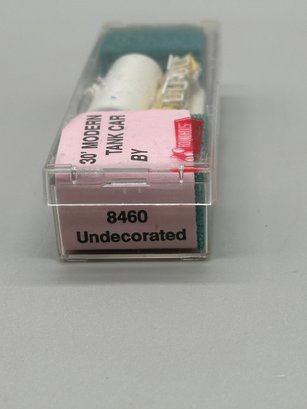 30' MODERN
TANK CAR
BY
8460
Undecorated